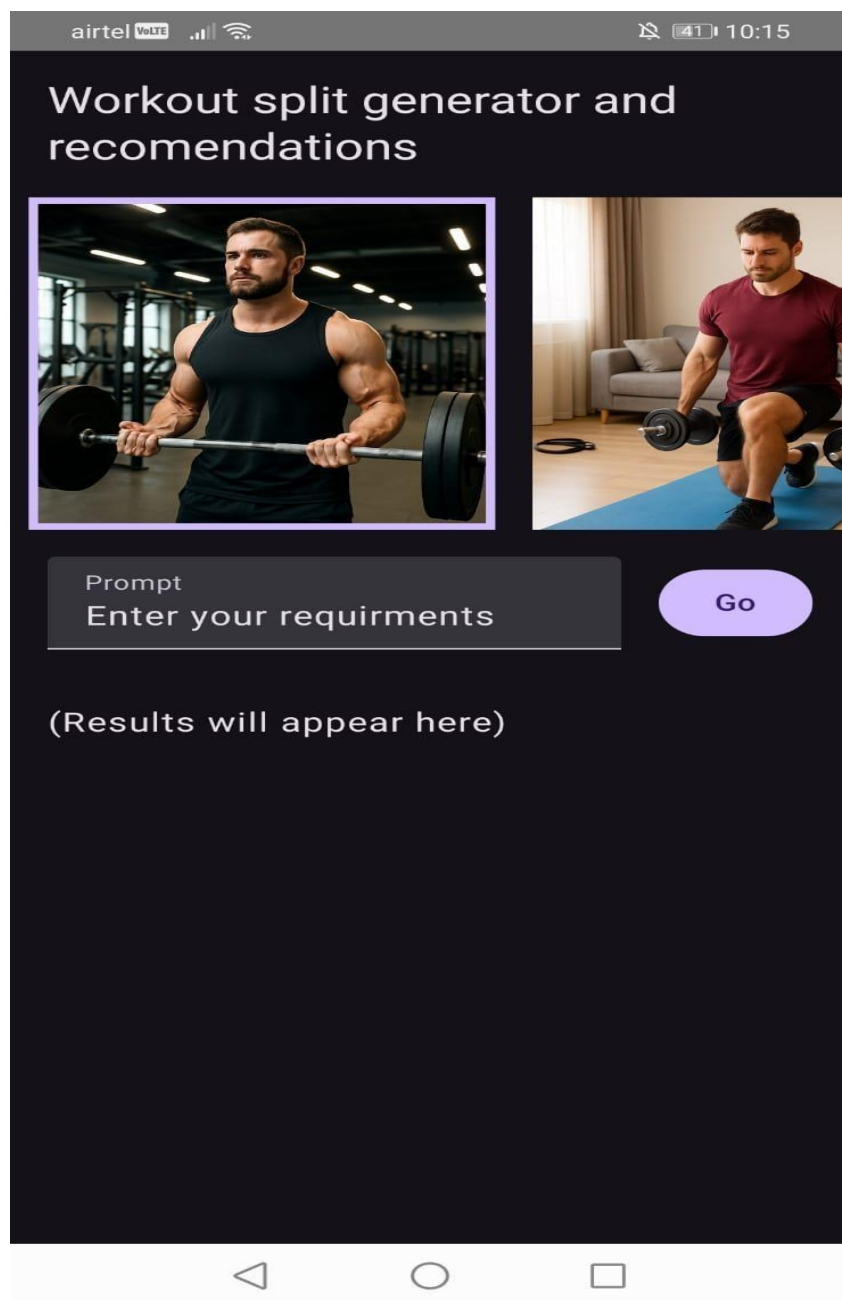 airtel VoLTE 41 10:15
Workout split generator and
recomendations
Prompt
Enter your requirments
Go
(Results will appear here)